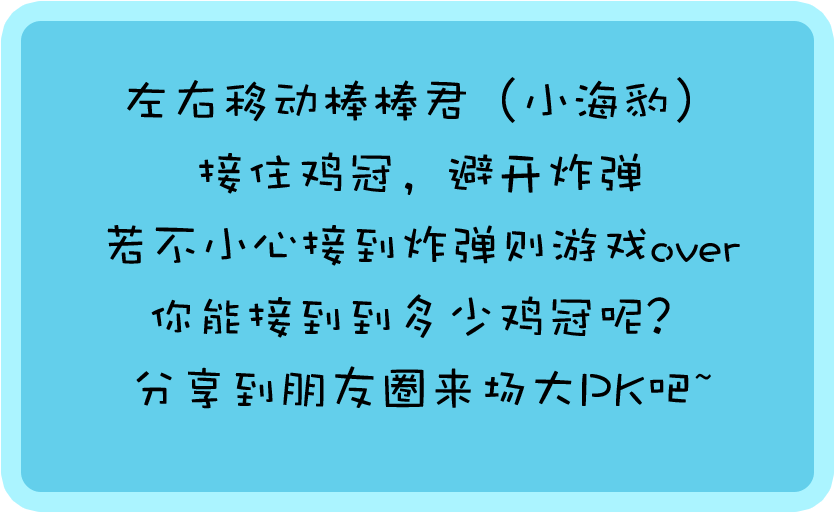 左右移动棒棒君（小海豹）
接住鸡冠，避开炸弹
若不小心接到炸弹则游戏over
你能接到到多少鸡冠呢？
分享到朋友圈来场大PK吧~